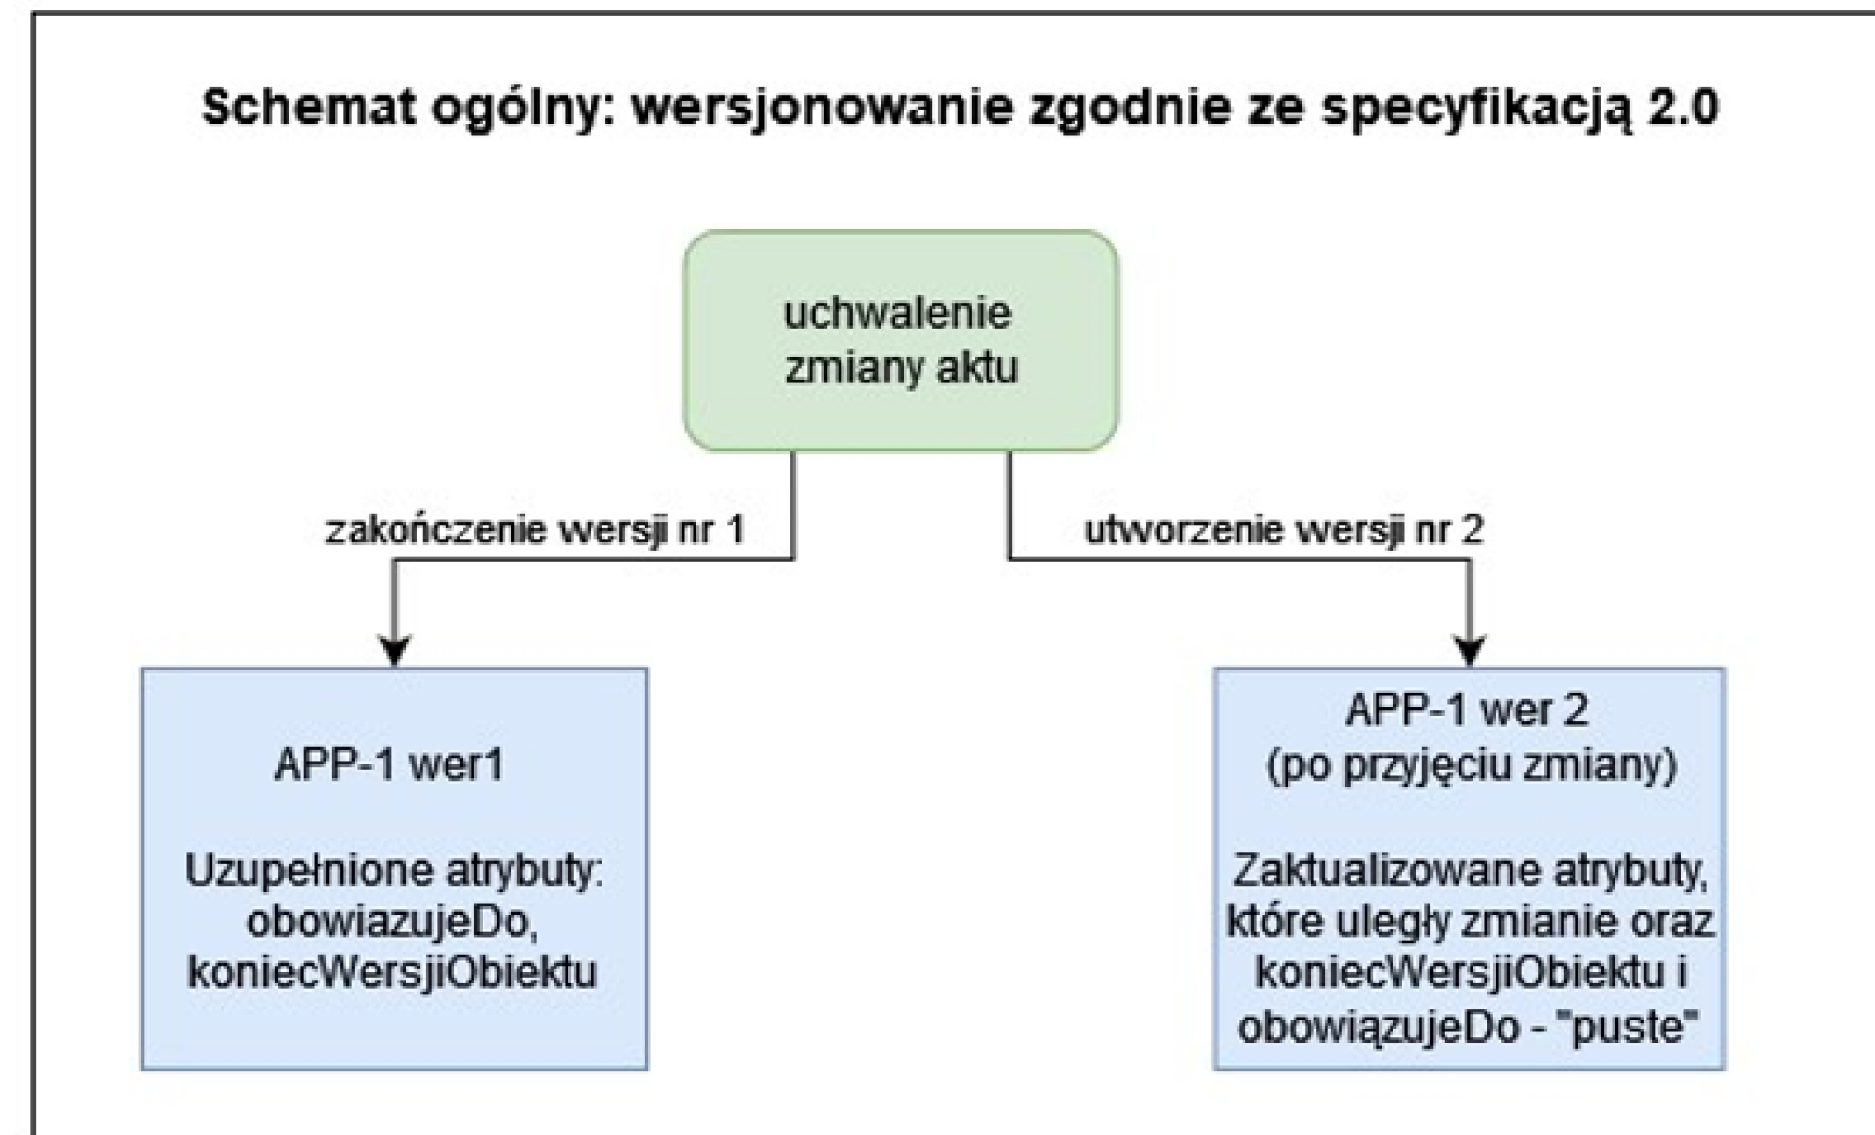 Schemat ogólny: wersjonowanie zgodnie ze specyfikacją 2.0
uchwalenie
zmiany aktu
zakończenie wersji nr 1
utworzenie wersji nr 2
APP-1 wer1
Uzupełnione atrybuty:
obowiazujeDo,
koniecWersjiObiektu
APP-1 wer 2
(po przyjęciu zmiany)
Zaktualizowane atrybuty,
które uległy zmianie oraz
koniecWersjiObiektu i
obowiązujeDo - "puste"